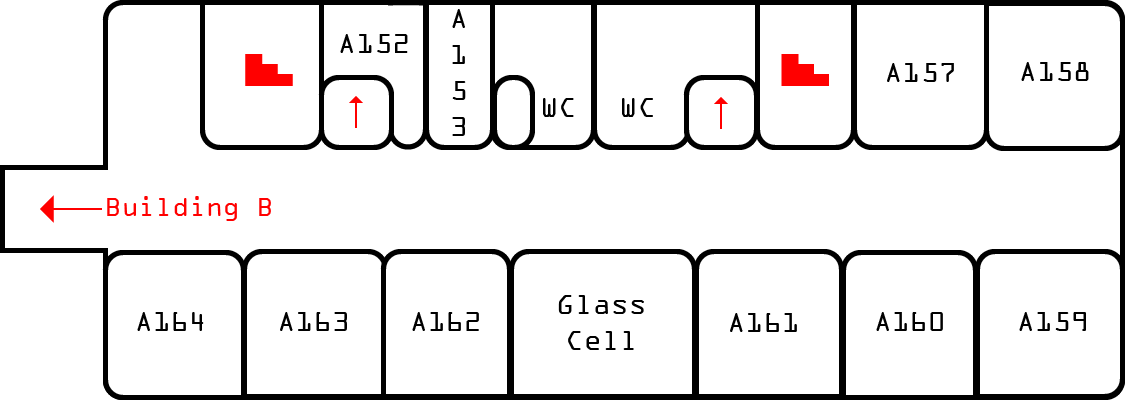 A152
A
1
5
3
WC
WC
A157
A158
Building B
A164
A163
A162
Glass
Cell
A161
A160
A159